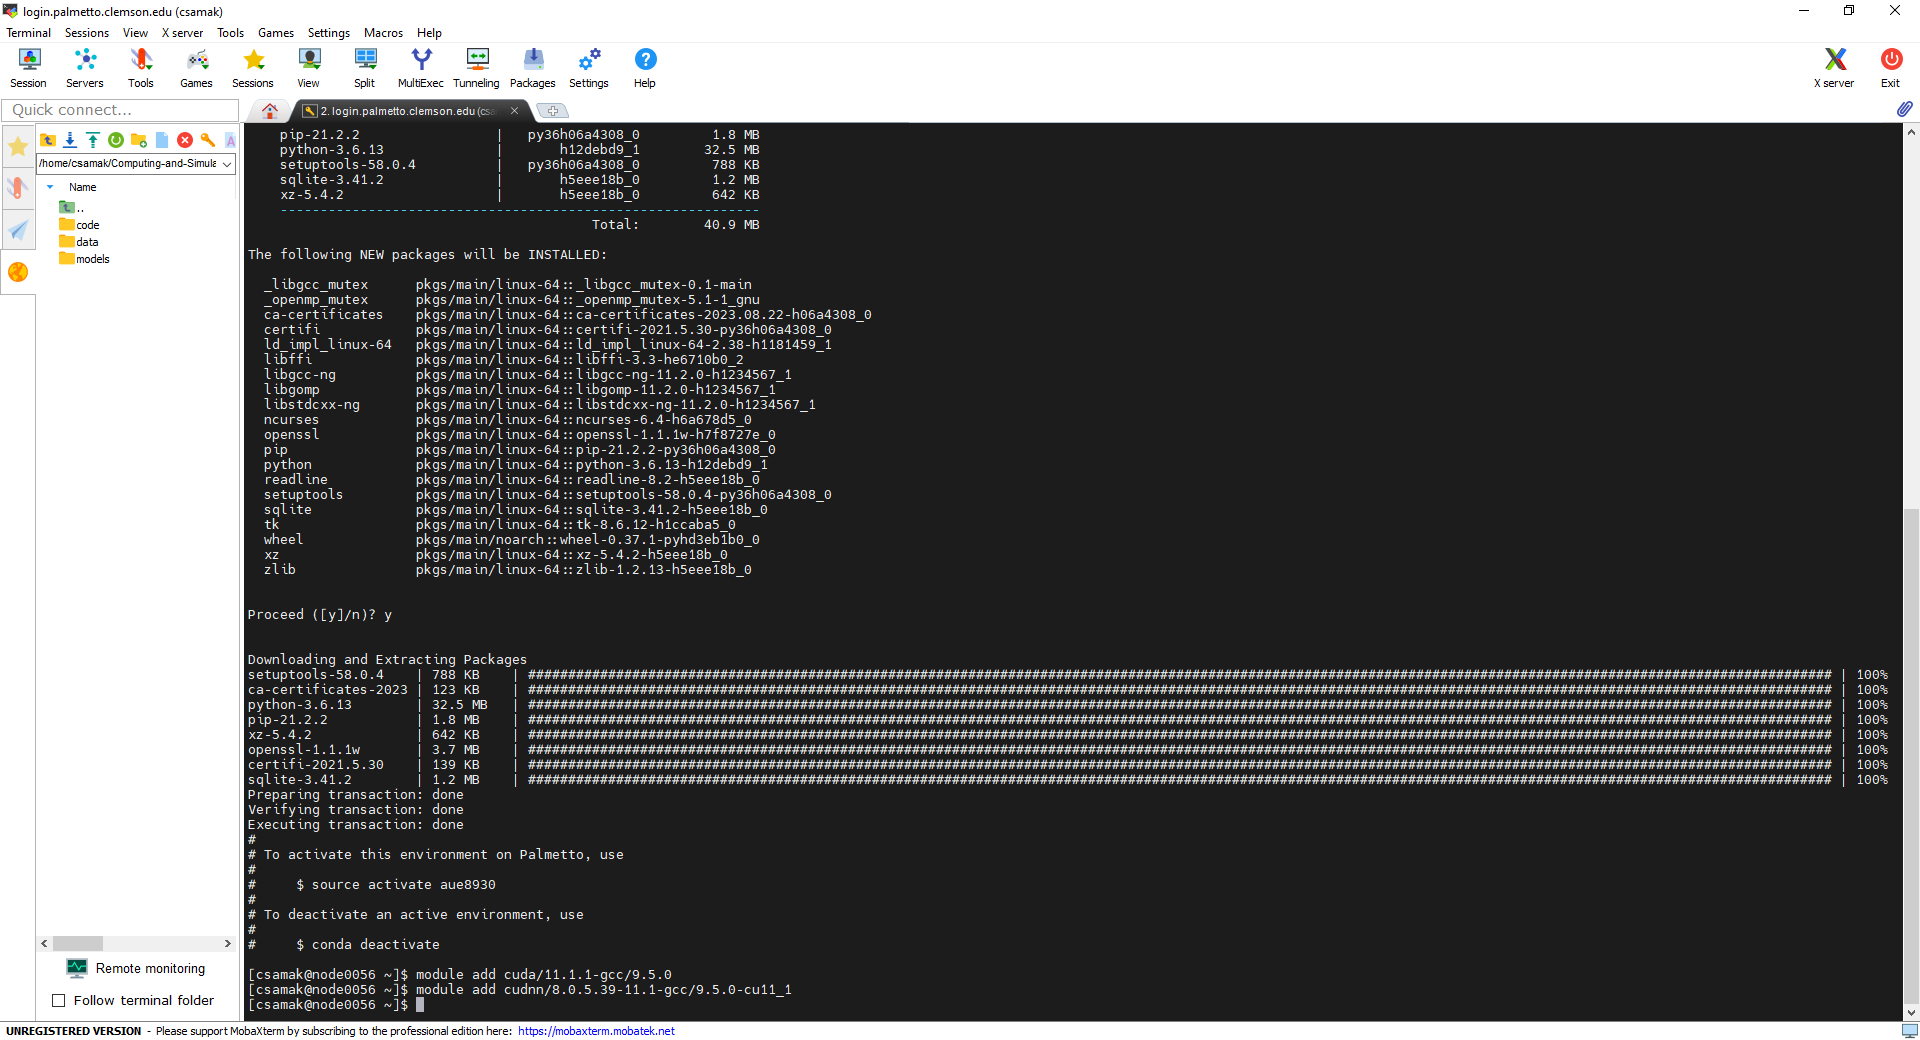 login.palmetto.clemson.edu (csamak)
Terminal Sessions View X server Tools Games Settings Macros Help
Session Servers Tools Games Sessions View Split MultiExec Tunneling Packages Settings Help X server Exit
Quick connect...
2. login.palmetto.clemson.edu (csa
/home/csamak/Computing-and-Simula
Name
..
code
data
models
Remote monitoring
Follow terminal folder
pip-21.2.2 | py36h06a4308_0 1.8 MB
python-3.6.13 | h12debd9_1 32.5 MB
setuptools-58.0.4 | py36h06a4308_0 788 KB
sqlite-3.41.2 | h5eee18b_0 1.2 MB
xz-5.4.2 | h5eee18b_0 642 KB
------------------------------------------------------------
Total: 40.9 MB
The following NEW packages will be INSTALLED:
_libgcc_mutex pkgs/main/linux-64::_libgcc_mutex-0.1-main
_openmp_mutex pkgs/main/linux-64::_openmp_mutex-5.1-1_gnu
ca-certificates pkgs/main/linux-64::ca-certificates-2023.08.22-h06a4308_0
certifi pkgs/main/linux-64::certifi-2021.5.30-py36h06a4308_0
ld_impl_linux-64 pkgs/main/linux-64::ld_impl_linux-64-2.38-h1181459_1
libffi pkgs/main/linux-64::libffi-3.3-he6710b0_2
libgcc-ng pkgs/main/linux-64::libgcc-ng-11.2.0-h1234567_1
libgomp pkgs/main/linux-64::libgomp-11.2.0-h1234567_1
libstdcxx-ng pkgs/main/linux-64::libstdcxx-ng-11.2.0-h1234567_1
ncurses pkgs/main/linux-64::ncurses-6.4-h6a678d5_0
openssl pkgs/main/linux-64::openssl-1.1.1w-h7f8727e_0
pip pkgs/main/linux-64::pip-21.2.2-py36h06a4308_0
python pkgs/main/linux-64::python-3.6.13-h12debd9_1
readline pkgs/main/linux-64::readline-8.2-h5eee18b_0
setuptools pkgs/main/linux-64::setuptools-58.0.4-py36h06a4308_0
sqlite pkgs/main/linux-64::sqlite-3.41.2-h5eee18b_0
tk pkgs/main/linux-64::tk-8.6.12-h1ccaba5_0
wheel pkgs/main/noarch::wheel-0.37.1-pyhd3eb1b0_0
xz pkgs/main/linux-64::xz-5.4.2-h5eee18b_0
zlib pkgs/main/linux-64::zlib-1.2.13-h5eee18b_0
Proceed ([y]/n)? y
Downloading and Extracting Packages
setuptools-58.0.4 | 788 KB | ################################################################### | 100%
ca-certificates-2023 | 123 KB | ################################################################### | 100%
python-3.6.13 | 32.5 MB | ################################################################### | 100%
pip-21.2.2 | 1.8 MB | ################################################################### | 100%
xz-5.4.2 | 642 KB | ################################################################### | 100%
openssl-1.1.1w | 3.7 MB | ################################################################### | 100%
certifi-2021.5.30 | 139 KB | ################################################################### | 100%
sqlite-3.41.2 | 1.2 MB | ################################################################### | 100%
Preparing transaction: done
Verifying transaction: done
Executing transaction: done
#
# To activate this environment on Palmetto, use
#
# $ source activate aue8930
#
# To deactivate an active environment, use
#
# $ conda deactivate
[csamak@node0056 ~]$ module add cuda/11.1.1-gcc/9.5.0
[csamak@node0056 ~]$ module add cudnn/8.0.5.39-11.1-gcc/9.5.0-cu11_1
[csamak@node0056 ~]$
UNREGISTERED VERSION - Please support MobaXterm by subscribing to the professional edition here: https://mobaxterm.mobatek.net